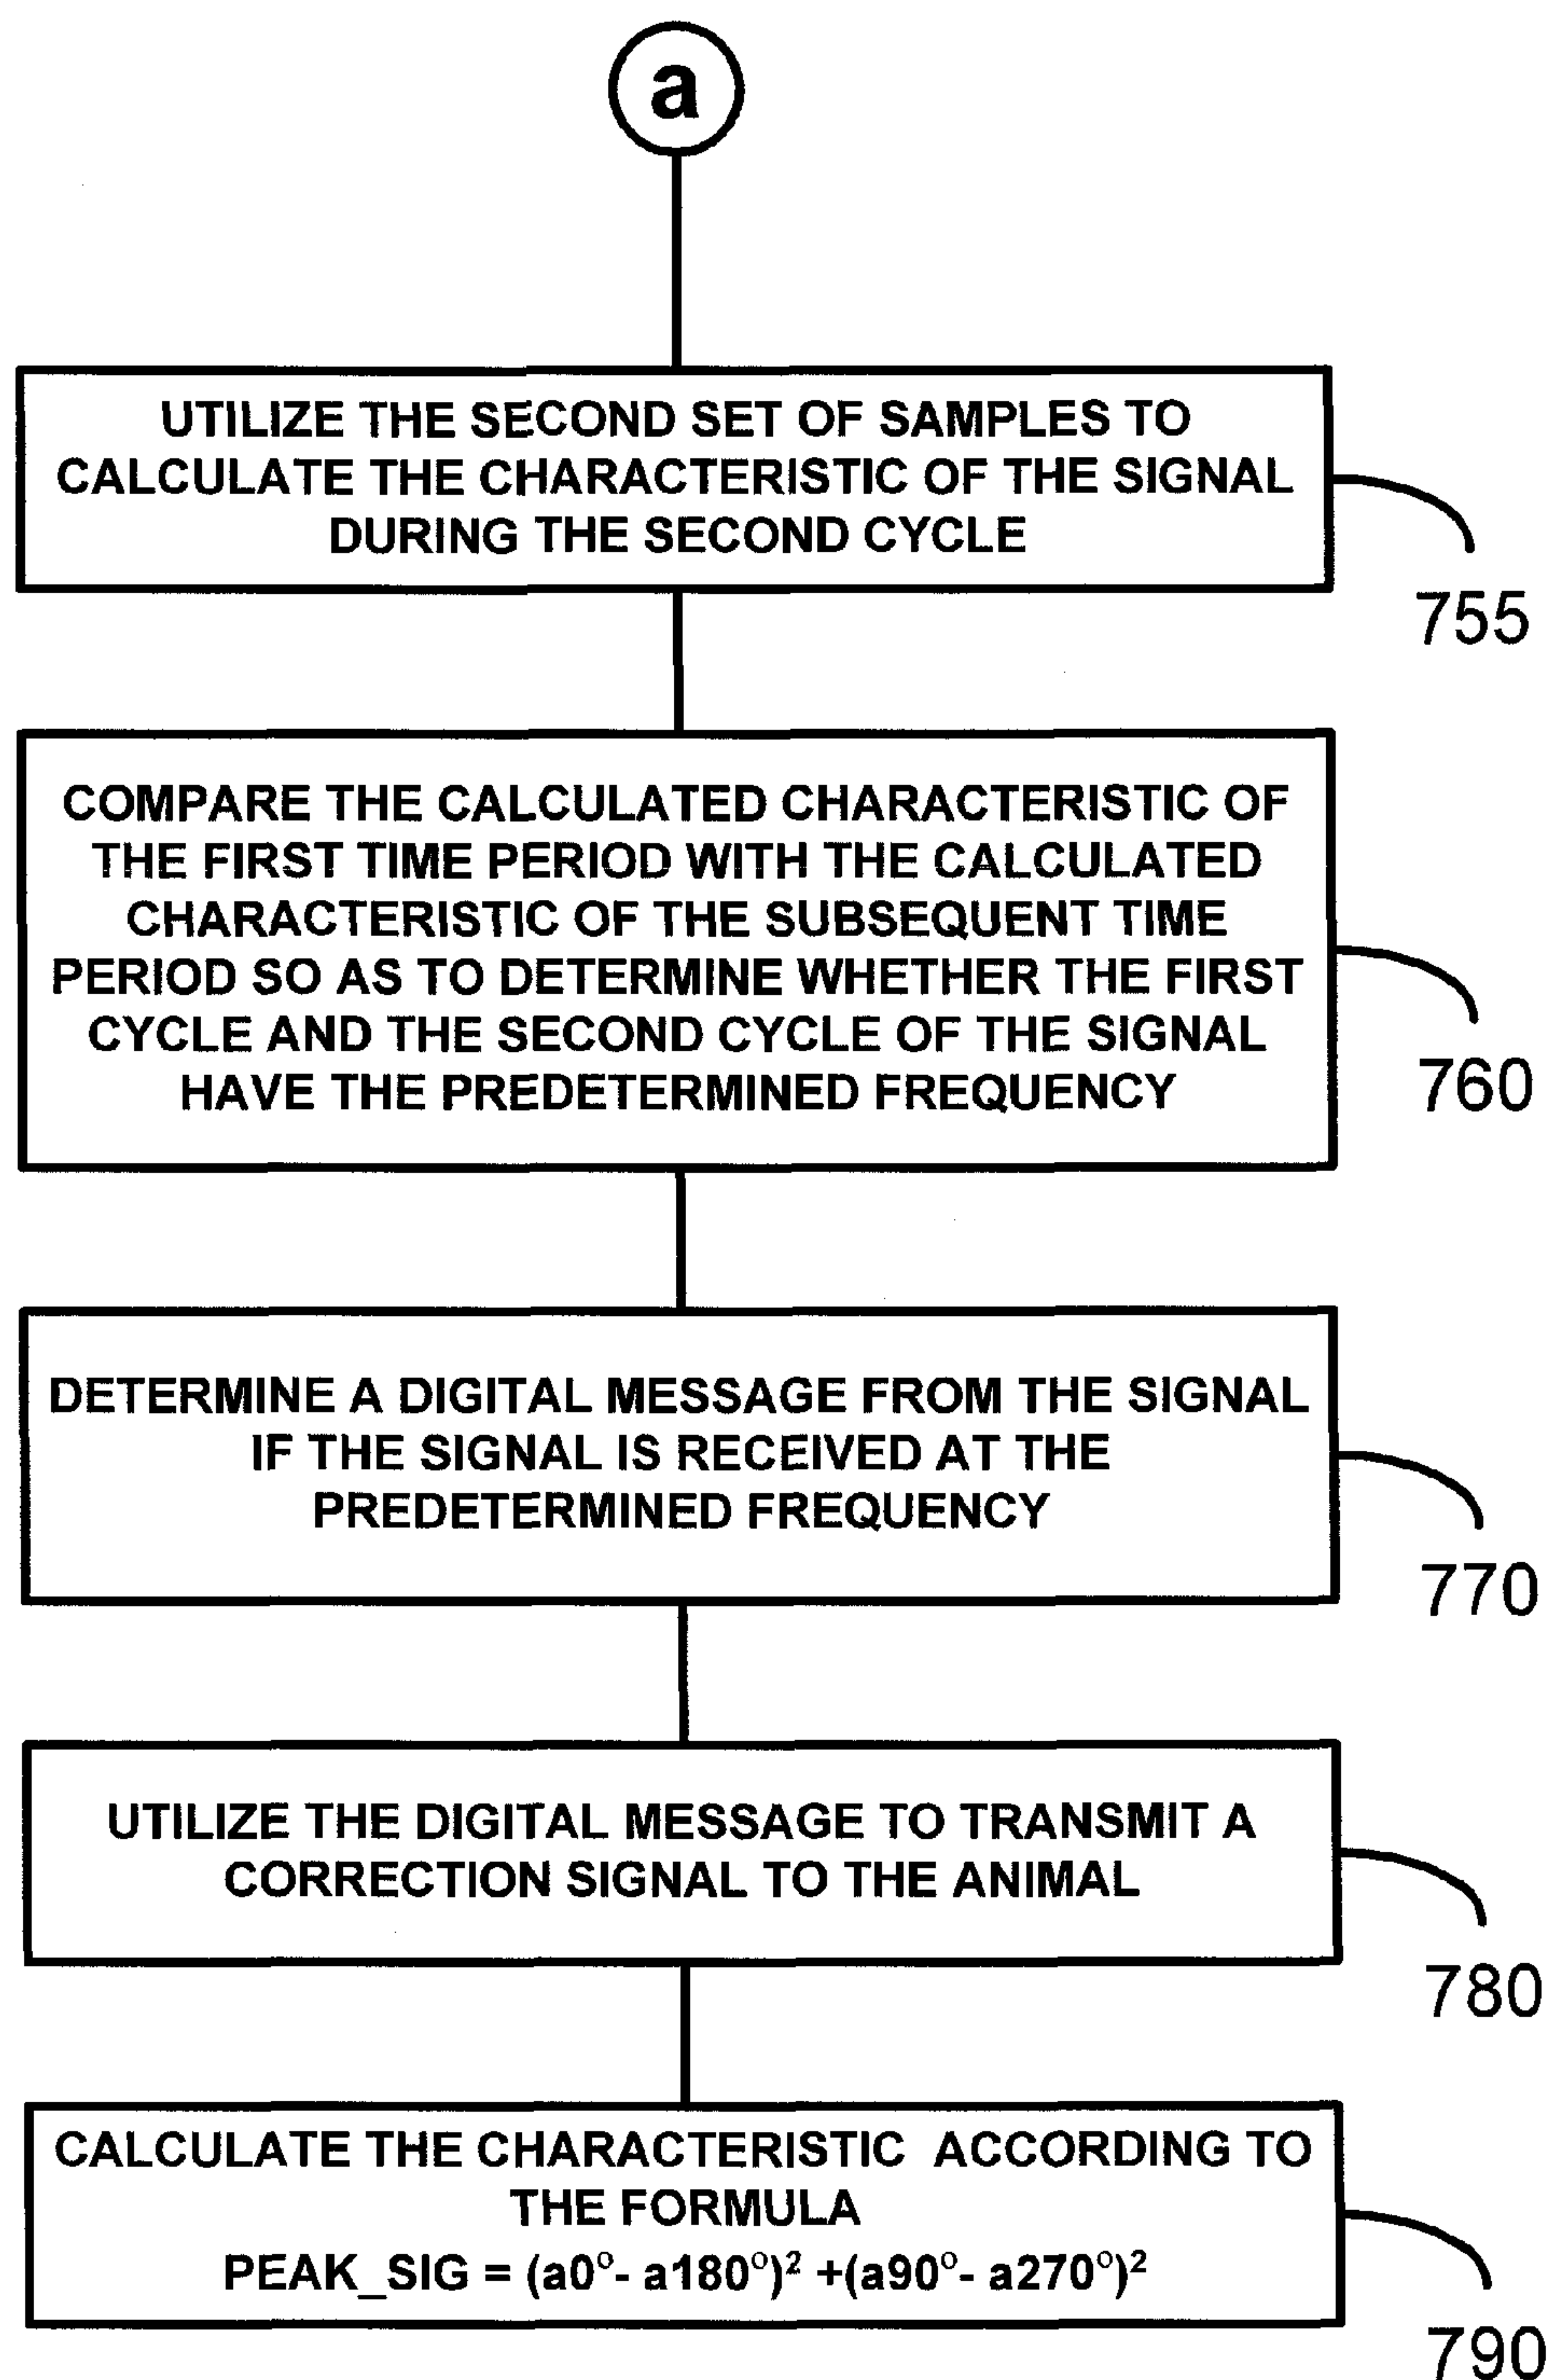 a
UTILIZE THE SECOND SET OF SAMPLES TO
CALCULATE THE CHARACTERISTIC OF THE SIGNAL
DURING THE SECOND CYCLE
755
COMPARE THE CALCULATED CHARACTERISTIC OF
THE FIRST TIME PERIOD WITH THE CALCULATED
CHARACTERISTIC OF THE SUBSEQUENT TIME
PERIOD SO AS TO DETERMINE WHETHER THE FIRST
CYCLE AND THE SECOND CYCLE OF THE SIGNAL
HAVE THE PREDETERMINED FREQUENCY
760
DETERMINE A DIGITAL MESSAGE FROM THE SIGNAL
IF THE SIGNAL IS RECEIVED AT THE
PREDETERMINED FREQUENCY
770
UTILIZE THE DIGITAL MESSAGE TO TRANSMIT A
CORRECTION SIGNAL TO THE ANIMAL
780
CALCULATE THE CHARACTERISTIC ACCORDING TO
THE FORMULA
PEAK_SIG = (a0°- a180°)² +(a90°- a270°)²
790